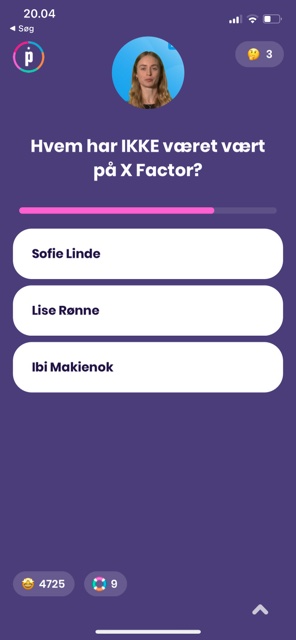 20.04
◀ Søg
p
🤔 3
Hvem har IKKE været vært
på X Factor?
Sofie Linde
Lise Rønne
Ibi Makienok
🤩 4725
🛟 9